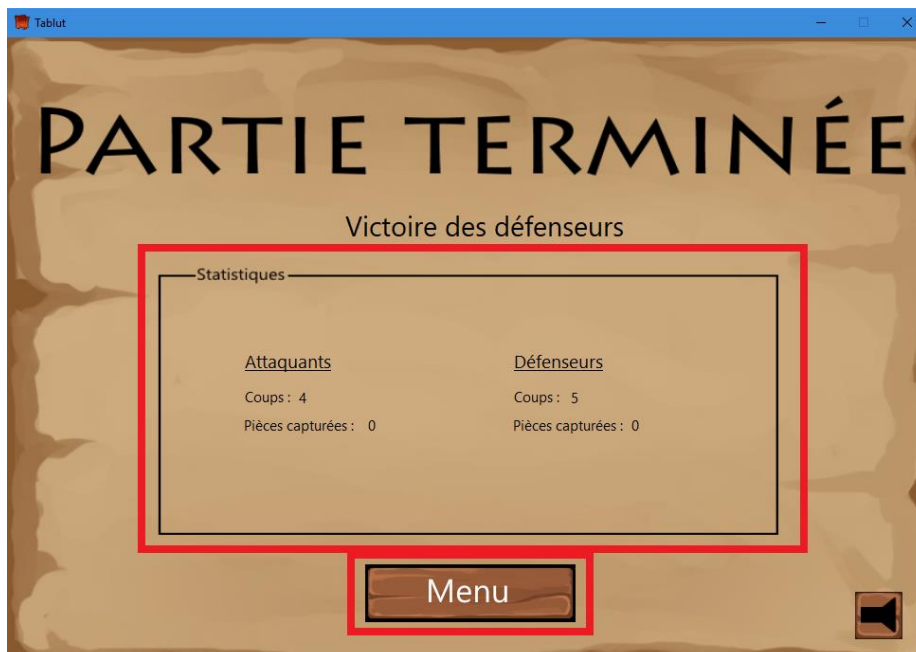 Tablut
PARTIE TERMINÉE
Victoire des défenseurs
Statistiques
Attaquants Défenseurs
Coups : 4 Coups : 5
Pièces capturées : 0 Pièces capturées : 0
Menu